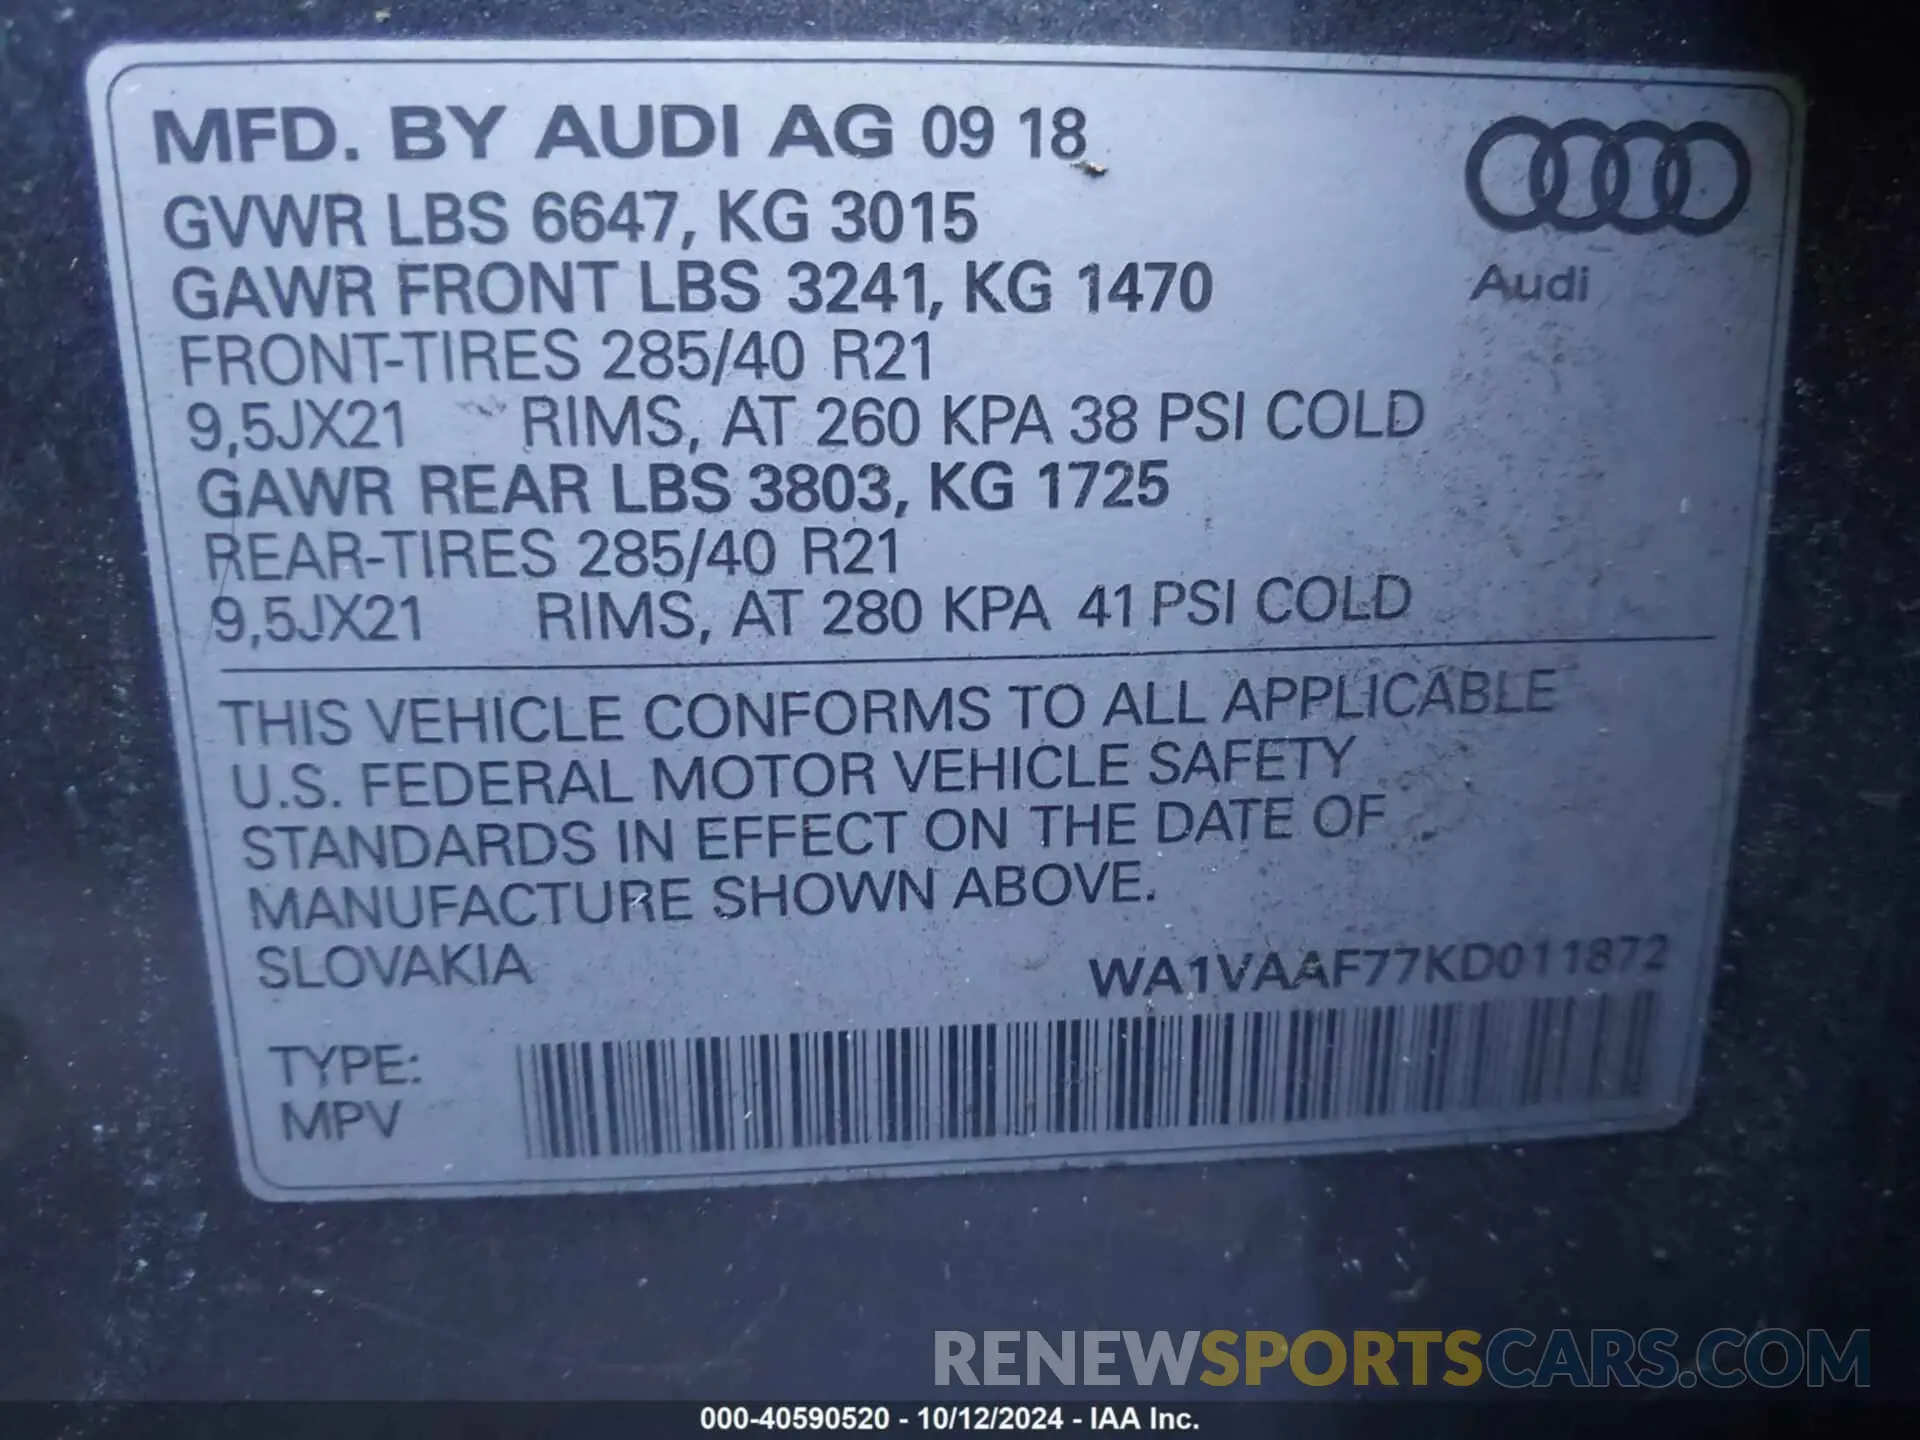 MFD. BY AUDI AG 09 18
GVWR LBS 6647, KG 3015
GAWR FRONT LBS 3241, KG 1470
FRONT-TIRES 285/40 R21
9,5JX21 RIMS, AT 260 KPA 38 PSI COLD
GAWR REAR LBS 3803, KG 1725
REAR-TIRES 285/40 R21
9,5JX21 RIMS, AT 280 KPA 41 PSI COLD
Audi
THIS VEHICLE CONFORMS TO ALL APPLICABLE
U.S. FEDERAL MOTOR VEHICLE SAFETY
STANDARDS IN EFFECT ON THE DATE OF
MANUFACTURE SHOWN ABOVE.
SLOVAKIA WA1VAAF77KD011872
TYPE:
MPV
RENEWSPORTSCARS.COM
000-40590520 - 10/12/2024 - IAA Inc.